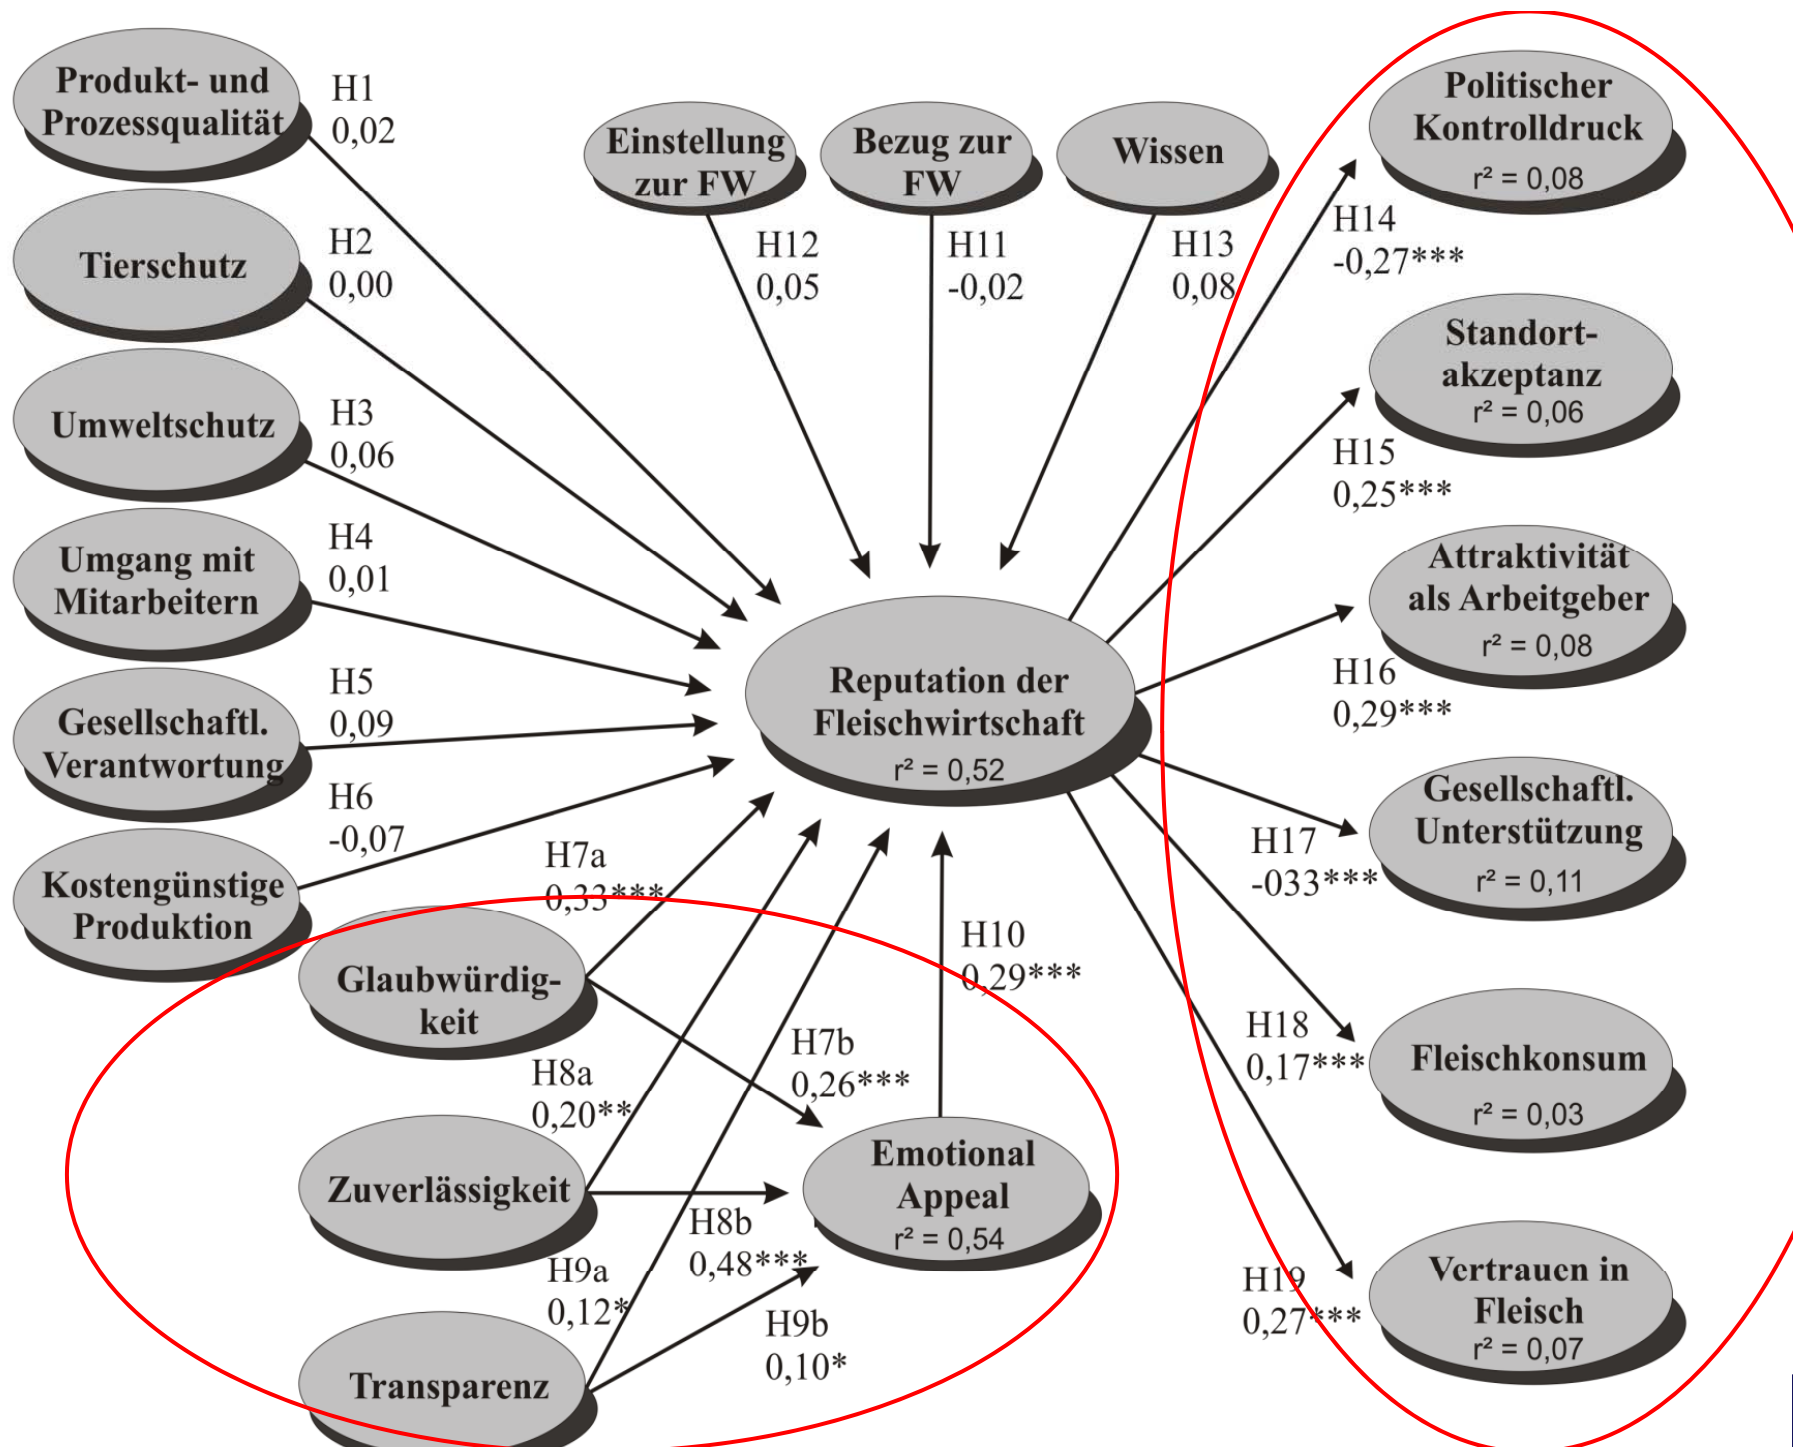 Produkt- und
Prozessqualität
H1
0,02
Tierschutz
H2
0,00
Umweltschutz
H3
0,06
Umgang mit
Mitarbeitern
H4
0,01
Gesellschaftl.
Verantwortung
H5
0,09
Kostengünstige
Produktion
H6
-0,07
Einstellung
zur FW
H12
0,05
Bezug zur
FW
H11
-0,02
Wissen
H13
0,08
Reputation der
Fleischwirtschaft
r² = 0,52
Glaubwürdig-
keit
H7a
0,33***
H7b
0,26***
Zuverlässigkeit
H8a
0,20**
H8b
0,48***
Transparenz
H9a
0,12*
H9b
0,10*
Emotional
Appeal
r² = 0,54
H10
0,29***
Politischer
Kontrolldruck
r² = 0,08
H14
-0,27***
Standort-
akzeptanz
r² = 0,06
H15
0,25***
Attraktivität
als Arbeitgeber
r² = 0,08
H16
0,29***
Gesellschaftl.
Unterstützung
r² = 0,11
H17
-033***
Fleischkonsum
r² = 0,03
H18
0,17***
Vertrauen in
Fleisch
r² = 0,07
H19
0,27***